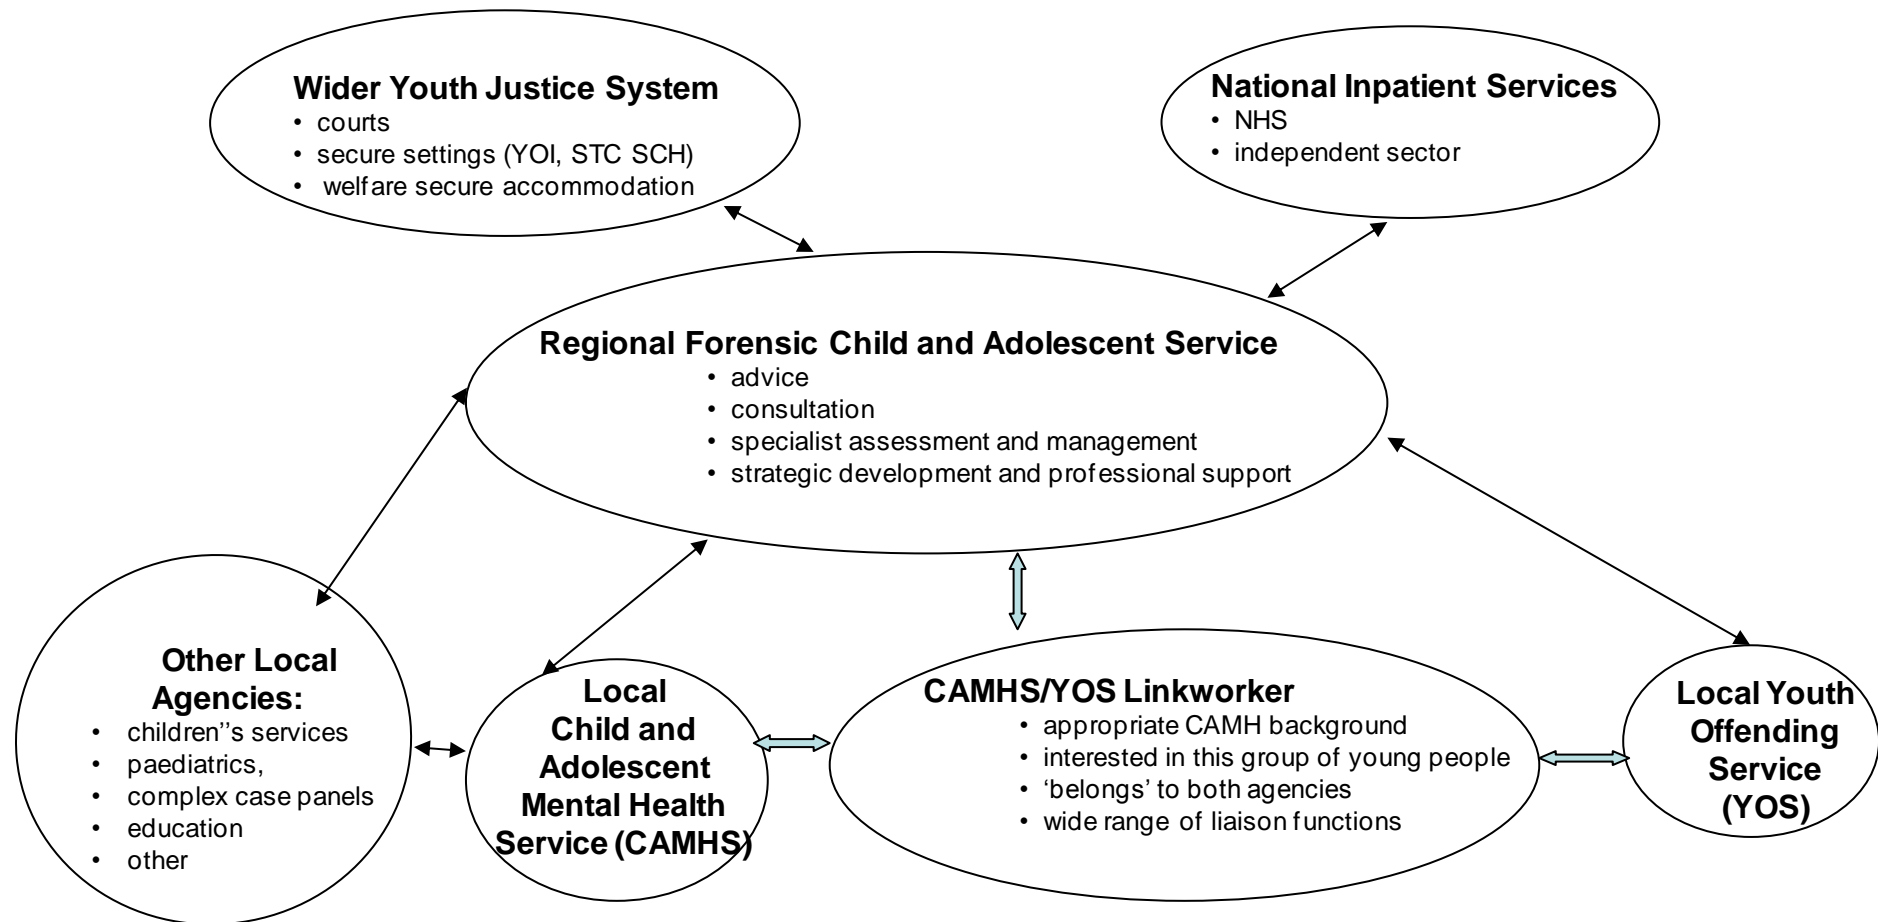 Wider Youth Justice System
• courts
• secure settings (YOI, STC SCH)
• welfare secure accommodation
National Inpatient Services
• NHS
• independent sector
Regional Forensic Child and Adolescent Service
• advice
• consultation
• specialist assessment and management
• strategic development and professional support
Other Local
Agencies:
• children’’s services
• paediatrics,
• complex case panels
• education
• other
Local
Child and
Adolescent
Mental Health
Service (CAMHS)
CAMHS/YOS Linkworker
• appropriate CAMH background
• interested in this group of young people
• ‘belongs’ to both agencies
• wide range of liaison functions
Local Youth
Offending
Service
(YOS)